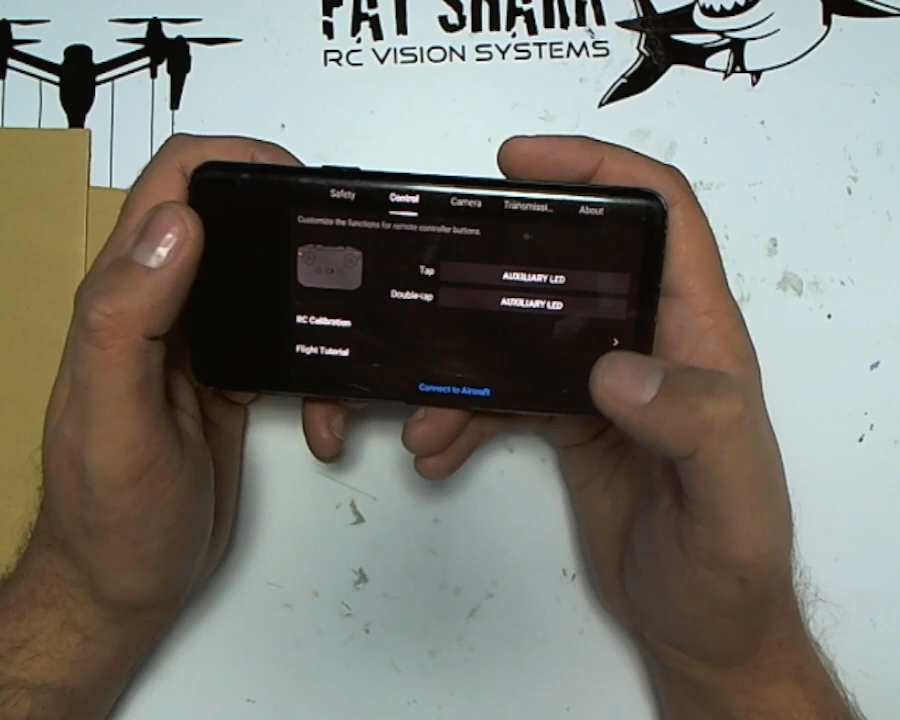 FAT SHARK
RC VISION SYSTEMS
Safety Control Camera Transmissi... About
Customize the functions for remote controller buttons.
Tap AUXILIARY LED
Double-tap AUXILIARY LED
RC Calibration
Flight Tutorial
Connect to Aircraft